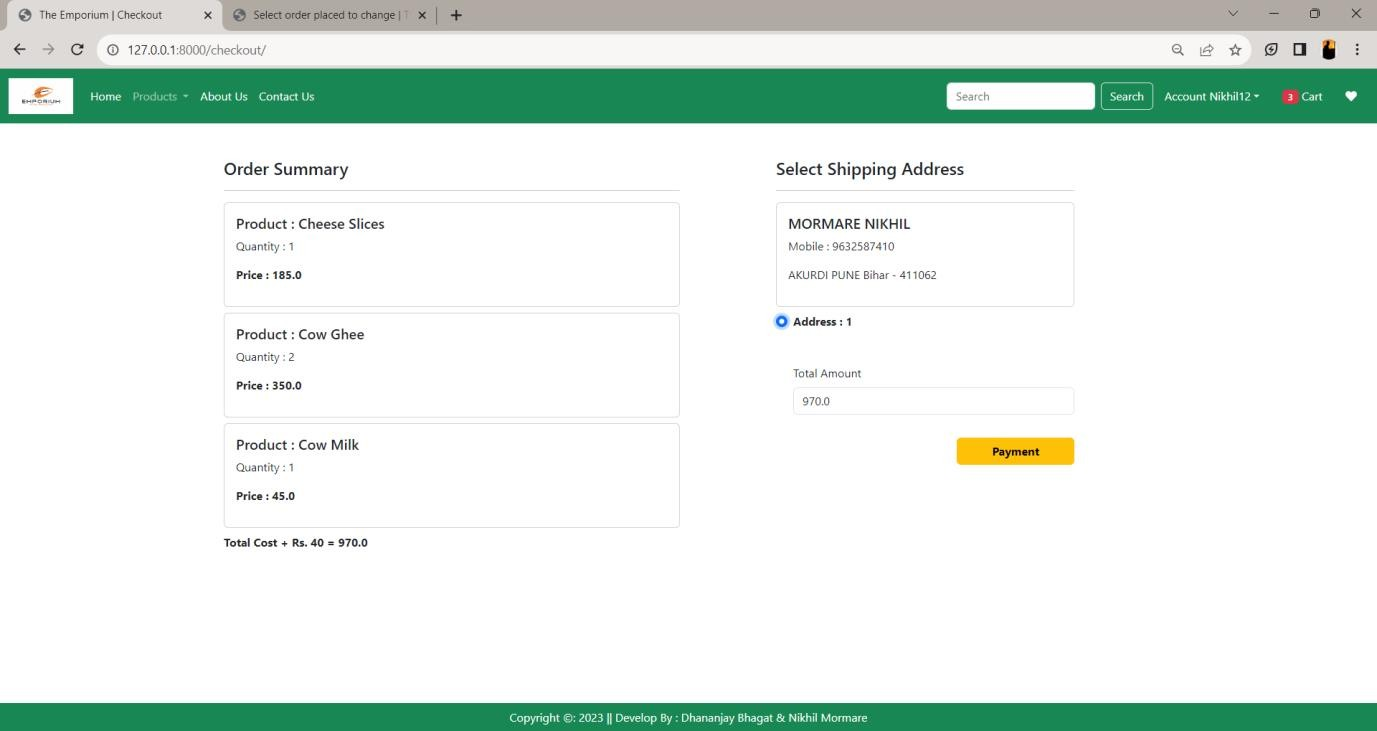 The Emporium | Checkout
Select order placed to change |
127.0.0.1:8000/checkout/
EMPORIUM
Home Products About Us Contact Us
Search Search Account Nikhil12 3 Cart
Order Summary
Product : Cheese Slices
Quantity : 1
Price : 185.0
Product : Cow Ghee
Quantity : 2
Price : 350.0
Product : Cow Milk
Quantity : 1
Price : 45.0
Total Cost + Rs. 40 = 970.0
Select Shipping Address
MORMARE NIKHIL
Mobile : 9632587410
AKURDI PUNE Bihar - 411062
Address : 1
Total Amount
970.0
Payment
Copyright ©: 2023 || Develop By : Dhananjay Bhagat & Nikhil Mormare